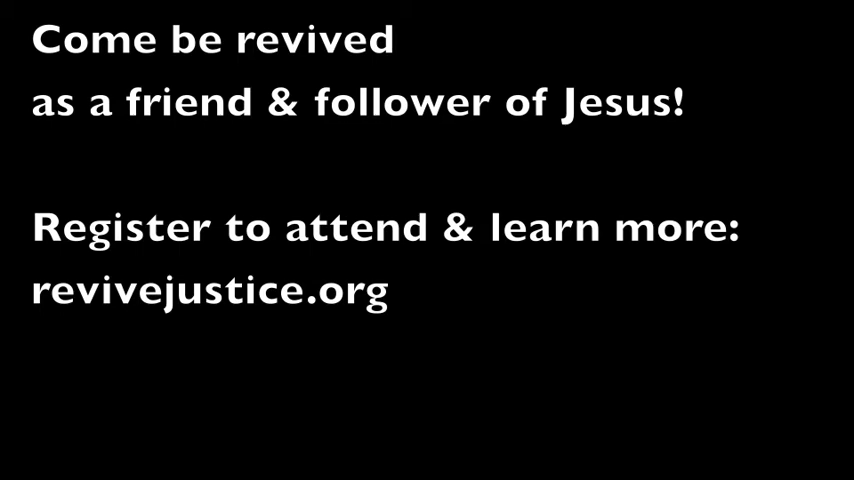 Come be revived
as a friend & follower of Jesus!
Register to attend & learn more:
revivejustice.org